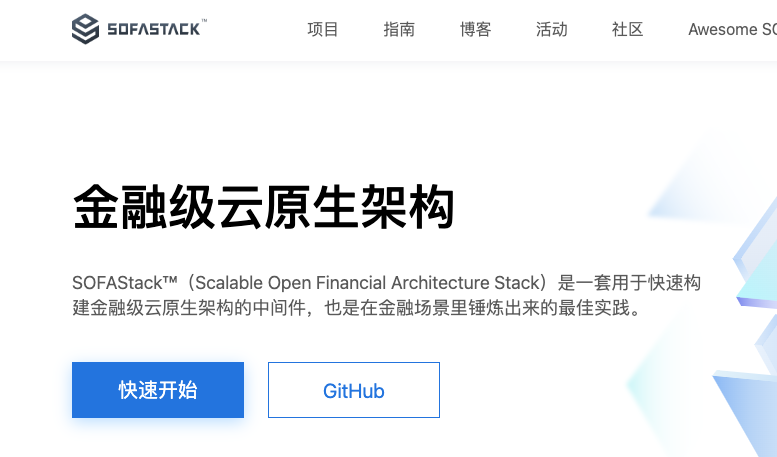 SOFASTACK™
项目 指南 博客 活动 社区 Awesome SO
金融级云原生架构
SOFAStack™（Scalable Open Financial Architecture Stack）是一套用于快速构
建金融级云原生架构的中间件，也是在金融场景里锤炼出来的最佳实践。
快速开始 GitHub